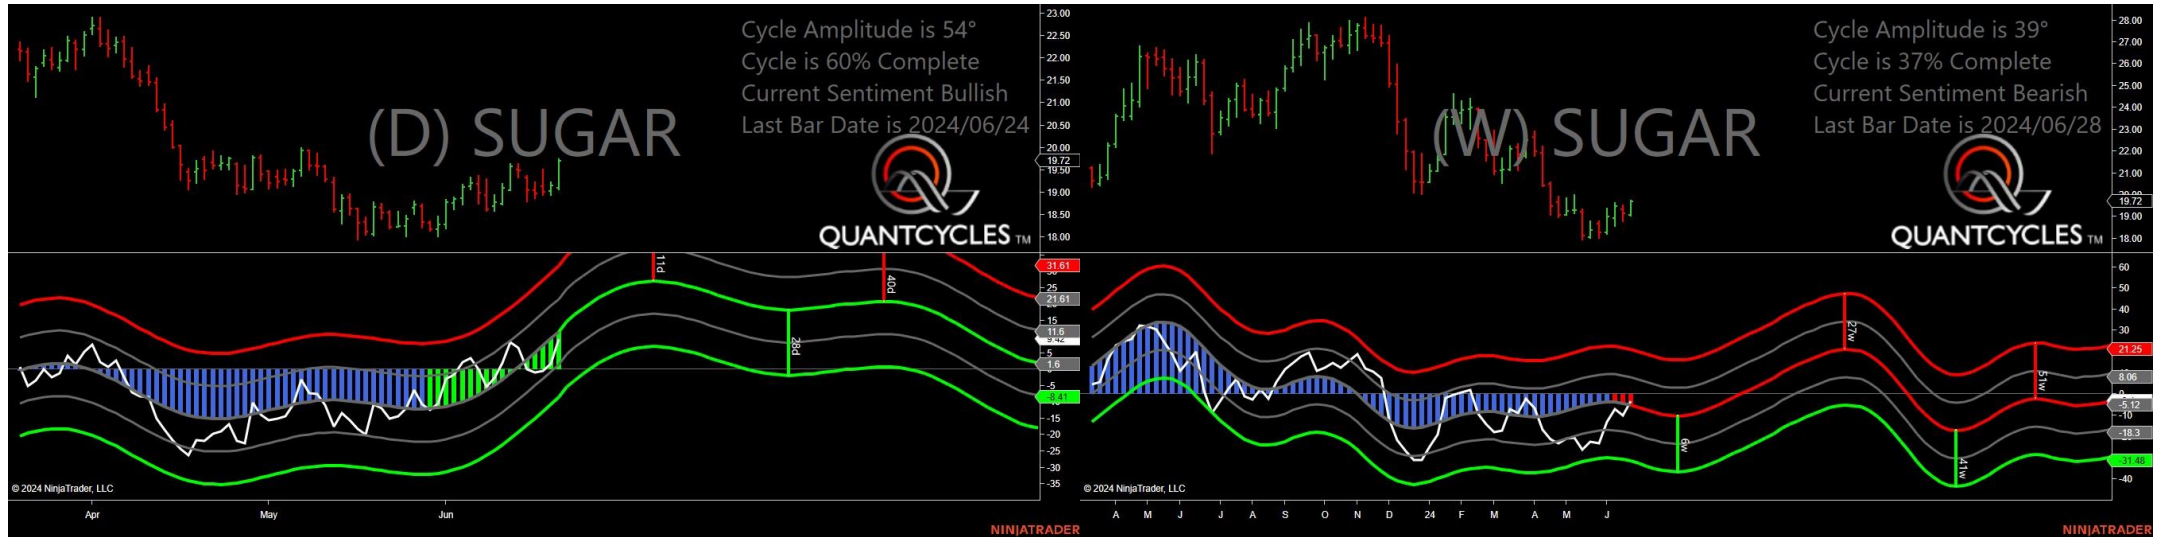 Cycle Amplitude is 54°
Cycle is 60% Complete
Current Sentiment Bullish
Last Bar Date is 2024/06/24
(D) SUGAR
QUANTCYCLES TM
23.00
22.50
22.00
21.50
21.00
20.50
20.00
19.72
19.50
19.00
18.50
18.00
11d
28d
40d
31.61
30
25
21.61
15
11.6
9.42
5
1.6
-5
-8.41
-15
-20
-25
-30
-35
© 2024 NinjaTrader, LLC
Apr May Jun
NINJATRADER
Cycle Amplitude is 39°
Cycle is 37% Complete
Current Sentiment Bearish
Last Bar Date is 2024/06/28
(W) SUGAR
QUANTCYCLES TM
28.00
27.00
26.00
25.00
24.00
23.00
22.00
21.00
20.00
19.72
19.00
18.00
6w
27w
41w
51w
60
50
40
30
21.25
8.06
0
-5.12
-10
-18.3
-31.48
-40
© 2024 NinjaTrader, LLC
A M J J A S O N D 24 F M A M J
NINJATRADER